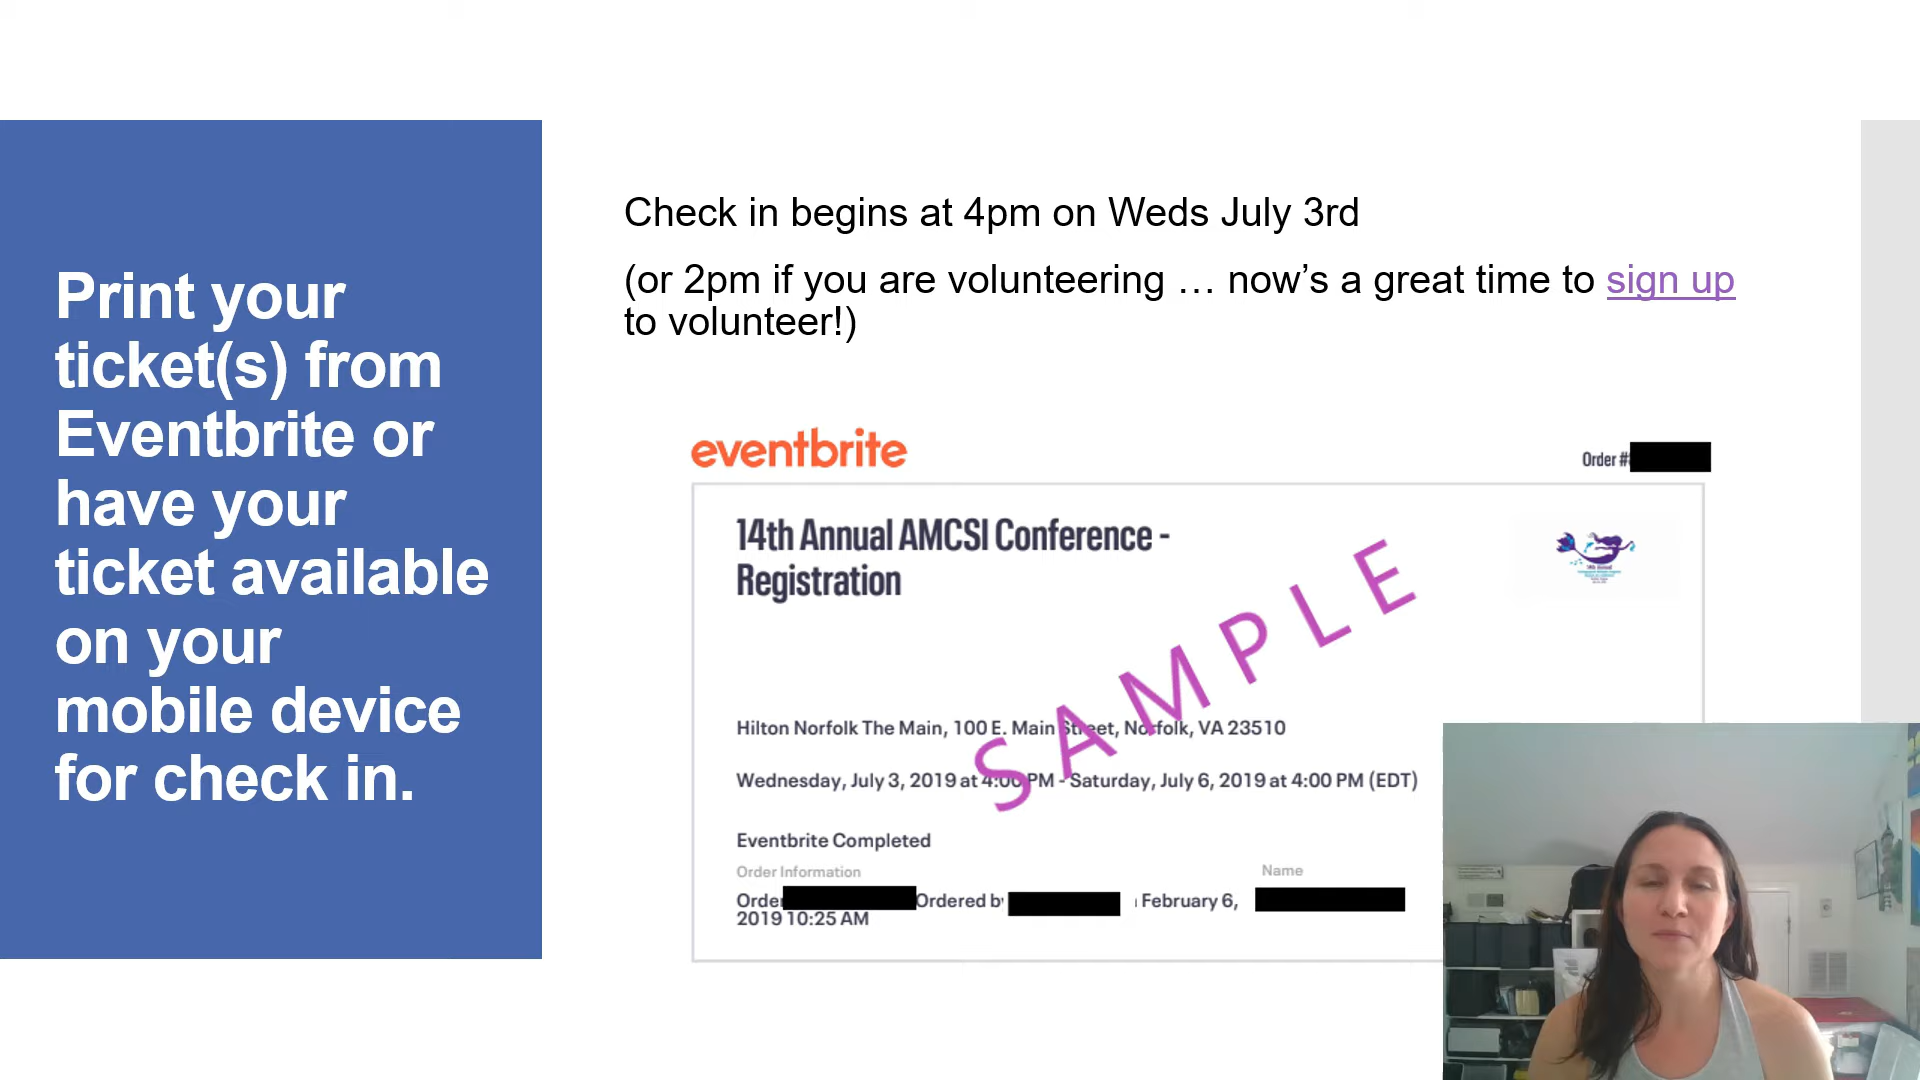 Print your
ticket(s) from
Eventbrite or
have your
ticket available
on your
mobile device
for check in.
Check in begins at 4pm on Weds July 3rd
(or 2pm if you are volunteering … now’s a great time to sign up
to volunteer!)
eventbrite
Order #
14th Annual AMCSI Conference -
Registration
SAMPLE
Hilton Norfolk The Main, 100 E. Main Street, Norfolk, VA 23510
Wednesday, July 3, 2019 at 4:00 PM - Saturday, July 6, 2019 at 4:00 PM (EDT)
Eventbrite Completed
Order Information
Name
Order Ordered by February 6,
2019 10:25 AM